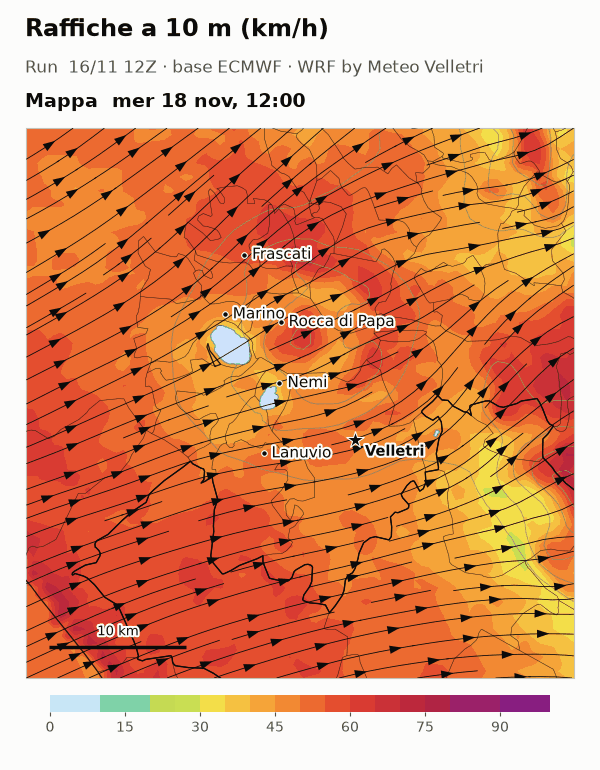 Raffiche a 10 m (km/h)
Run  16/11 12Z · base ECMWF · WRF by Meteo Velletri
Mappa  mer 18 nov, 12:00
Frascati
Marino
Rocca di Papa
Nemi
Velletri
Lanuvio
10 km
0 15 30 45 60 75 90